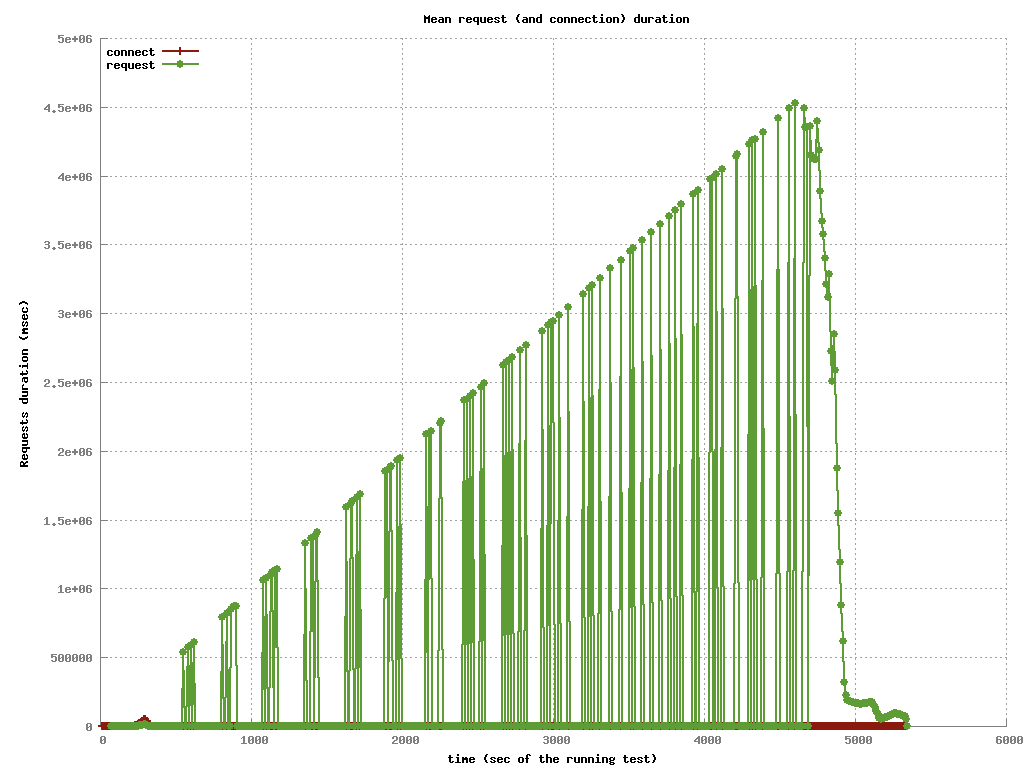 Mean request (and connection) duration
5e+06
connect
request
4.5e+06
4e+06
3.5e+06
3e+06
2.5e+06
2e+06
1.5e+06
1e+06
500000
0
Requests duration (msec)
0 1000 2000 3000 4000 5000 6000
time (sec of the running test)